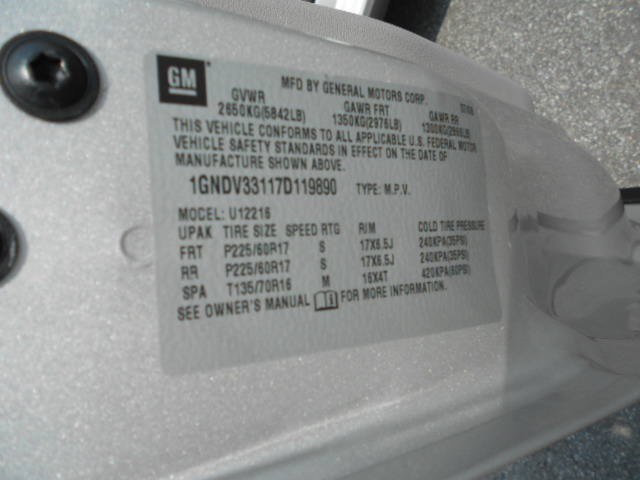 GM
MFD BY GENERAL MOTORS CORP.
GVWR GAWR FRT GAWR RR
2650KG(5842LB) 1350KG(2976LB)
THIS VEHICLE CONFORMS TO ALL APPLICABLE U.S. FEDERAL MOTOR
VEHICLE SAFETY STANDARDS IN EFFECT ON THE DATE OF
MANUFACTURE SHOWN ABOVE.
1GNDV33117D119890 TYPE: M.P.V.
MODEL: U12216
UPAK TIRE SIZE SPEED RTG RIM COLD TIRE PRESSURE
FRT P225/60R17 S 17X6.5J 240KPA(35PSI)
RR P225/60R17 S 17X6.5J 240KPA(35PSI)
SPA T135/70R16 M 16X4T 420KPA(60PSI)
SEE OWNER'S MANUAL FOR MORE INFORMATION.